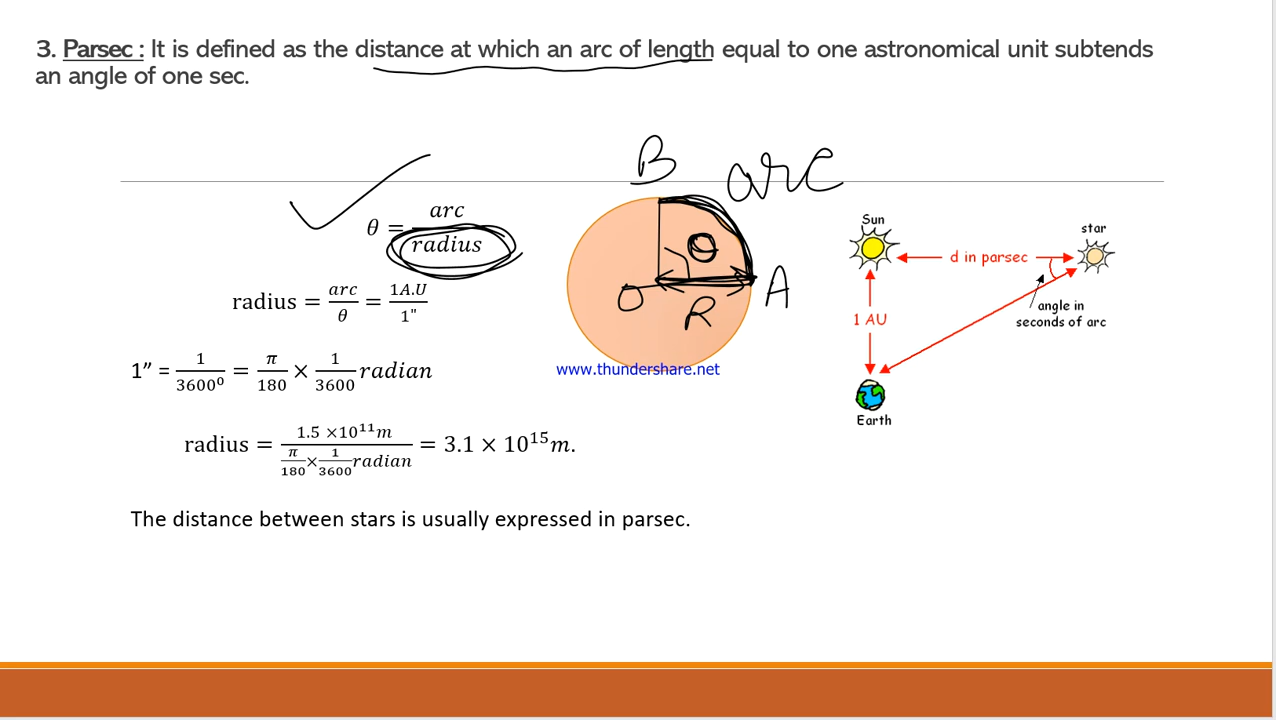 3. Parsec : It is defined as the distance at which an arc of length equal to one astronomical unit subtends
an angle of one sec.
B arc
θ = arc / radius
θ
O R A
radius = arc / θ = 1A.U / 1"
1” = 1 / 3600⁰ = π / 180 × 1 / 3600 radian
www.thundershare.net
radius = 1.5 ×10¹¹m / π / 180 × 1 / 3600 radian = 3.1 × 10¹⁵m.
The distance between stars is usually expressed in parsec.
Sun
star
d in parsec
angle in
seconds of arc
1 AU
Earth